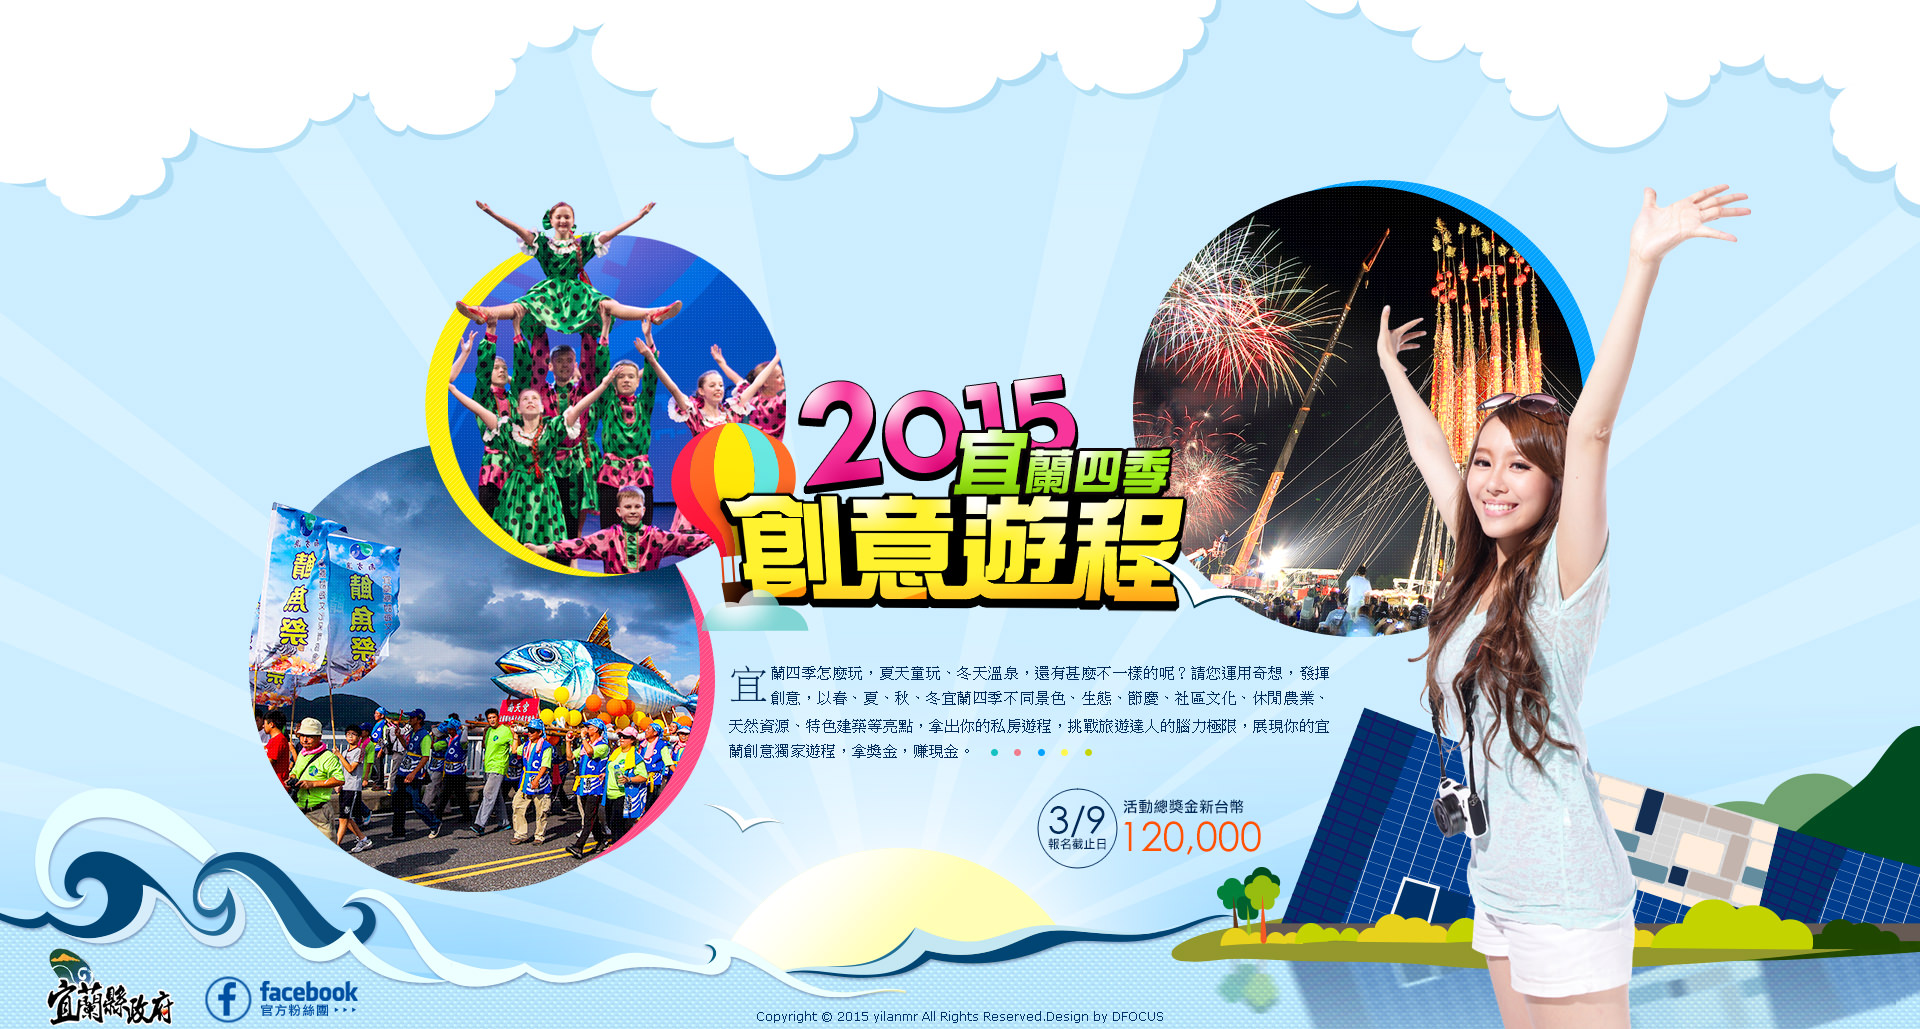 2015
宜蘭四季
創意遊程
鯖魚祭
鯖魚祭
南天宮
宜蘭四季怎麼玩，夏天童玩、冬天溫泉，還有甚麼不一樣的呢？請您運用奇想，發揮
創意，以春、夏、秋、冬宜蘭四季不同景色、生態、節慶、社區文化、休閒農業、
天然資源、特色建築等亮點，拿出你的私房遊程，挑戰旅遊達人的腦力極限，展現你的宜
蘭創意獨家遊程，拿獎金，賺現金。
3/9
報名截止日
活動總獎金新台幣
120,000
宜蘭縣政府
facebook
官方粉絲團
Copyright © 2015 yilanmr All Rights Reserved.Design by DFOCUS